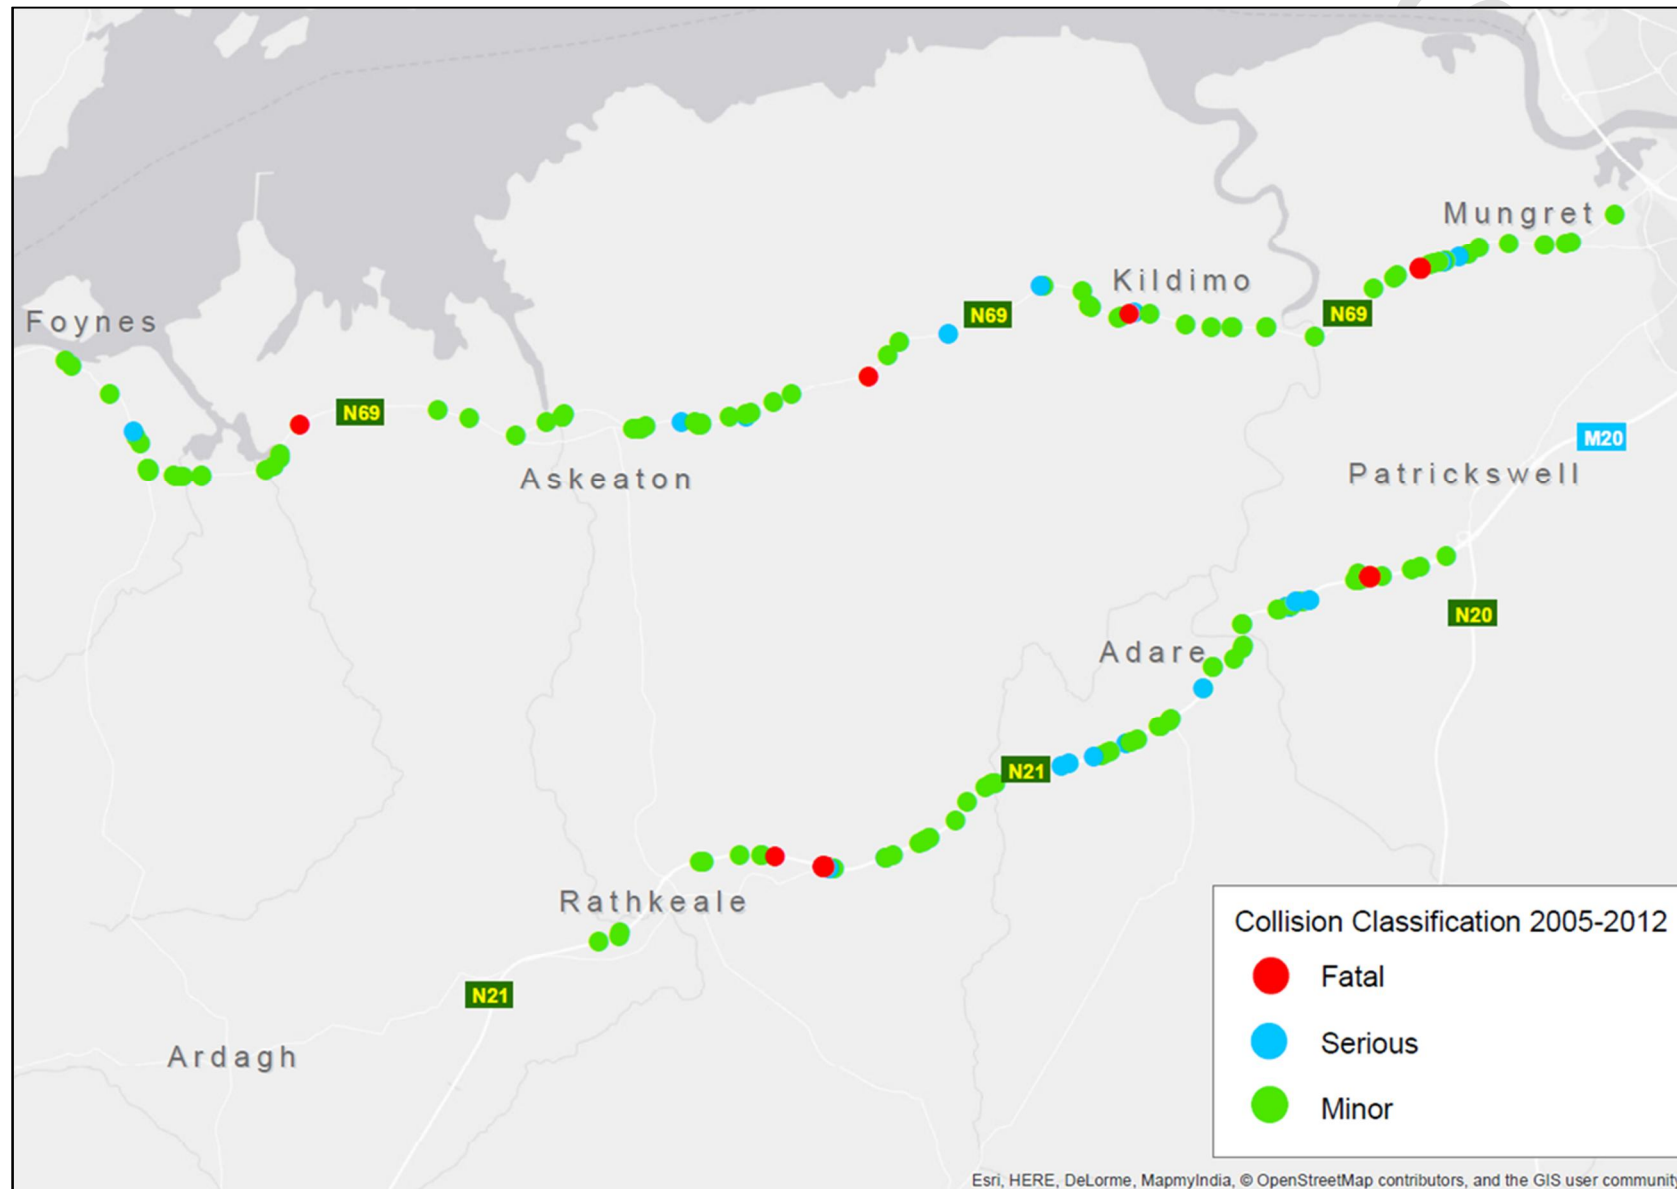 Mungret
Kildimo
Foynes
N69
N69
N69
M20
Patrickswell
Askeaton
N20
Adare
N21
Rathkeale
N21
Ardagh
Collision Classification 2005-2012
Fatal
Serious
Minor
Esri, HERE, DeLorme, MapmyIndia, © OpenStreetMap contributors, and the GIS user community